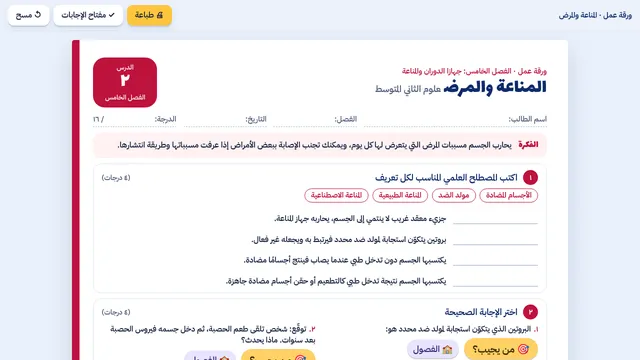 ورقة عمل · المناعة والمرض
✓ مفتاح الإجابات
طباعة
مسح
ورقة عمل · الفصل الخامس: جهازا الدوران والمناعة
المناعة والمرض علوم الثاني المتوسط
الدرس
٢
الفصل الخامس
اسم الطالب:
الفصل:
التاريخ:
الدرجة:
/ ١٦
الفكرة يحارب الجسم مسببات المرض التي يتعرض لها كل يوم، ويمكنك تجنب الإصابة ببعض الأمراض إذا عرفت مسبباتها وطريقة انتشارها.
١ اكتب المصطلح العلمي المناسب لكل تعريف
(٤ درجات)
الأجسام المضادة
مولد الضد
المناعة الطبيعية
المناعة الاصطناعية
جزيء معقد غريب لا ينتمي إلى الجسم، يحاربه جهاز المناعة.
بروتين يتكوّن استجابة لمولد ضد محدد فيرتبط به ويجعله غير فعال.
يكتسبها الجسم دون تدخل طبي عندما يصاب فينتج أجسامًا مضادة.
يكتسبها الجسم نتيجة تدخل طبي كالتطعيم أو حقن أجسام مضادة جاهزة.
٢ اختر الإجابة الصحيحة
(٤ درجات)
١. البروتين الذي يتكوّن استجابة لمولد ضد محدد هو:
٢. توقّع: شخص تلقى طعم الحصبة، ثم دخل جسمه فيروس الحصبة
بعد سنوات. ماذا يحدث؟
من يجيب؟
الفصول
من يجيب؟
الفصول